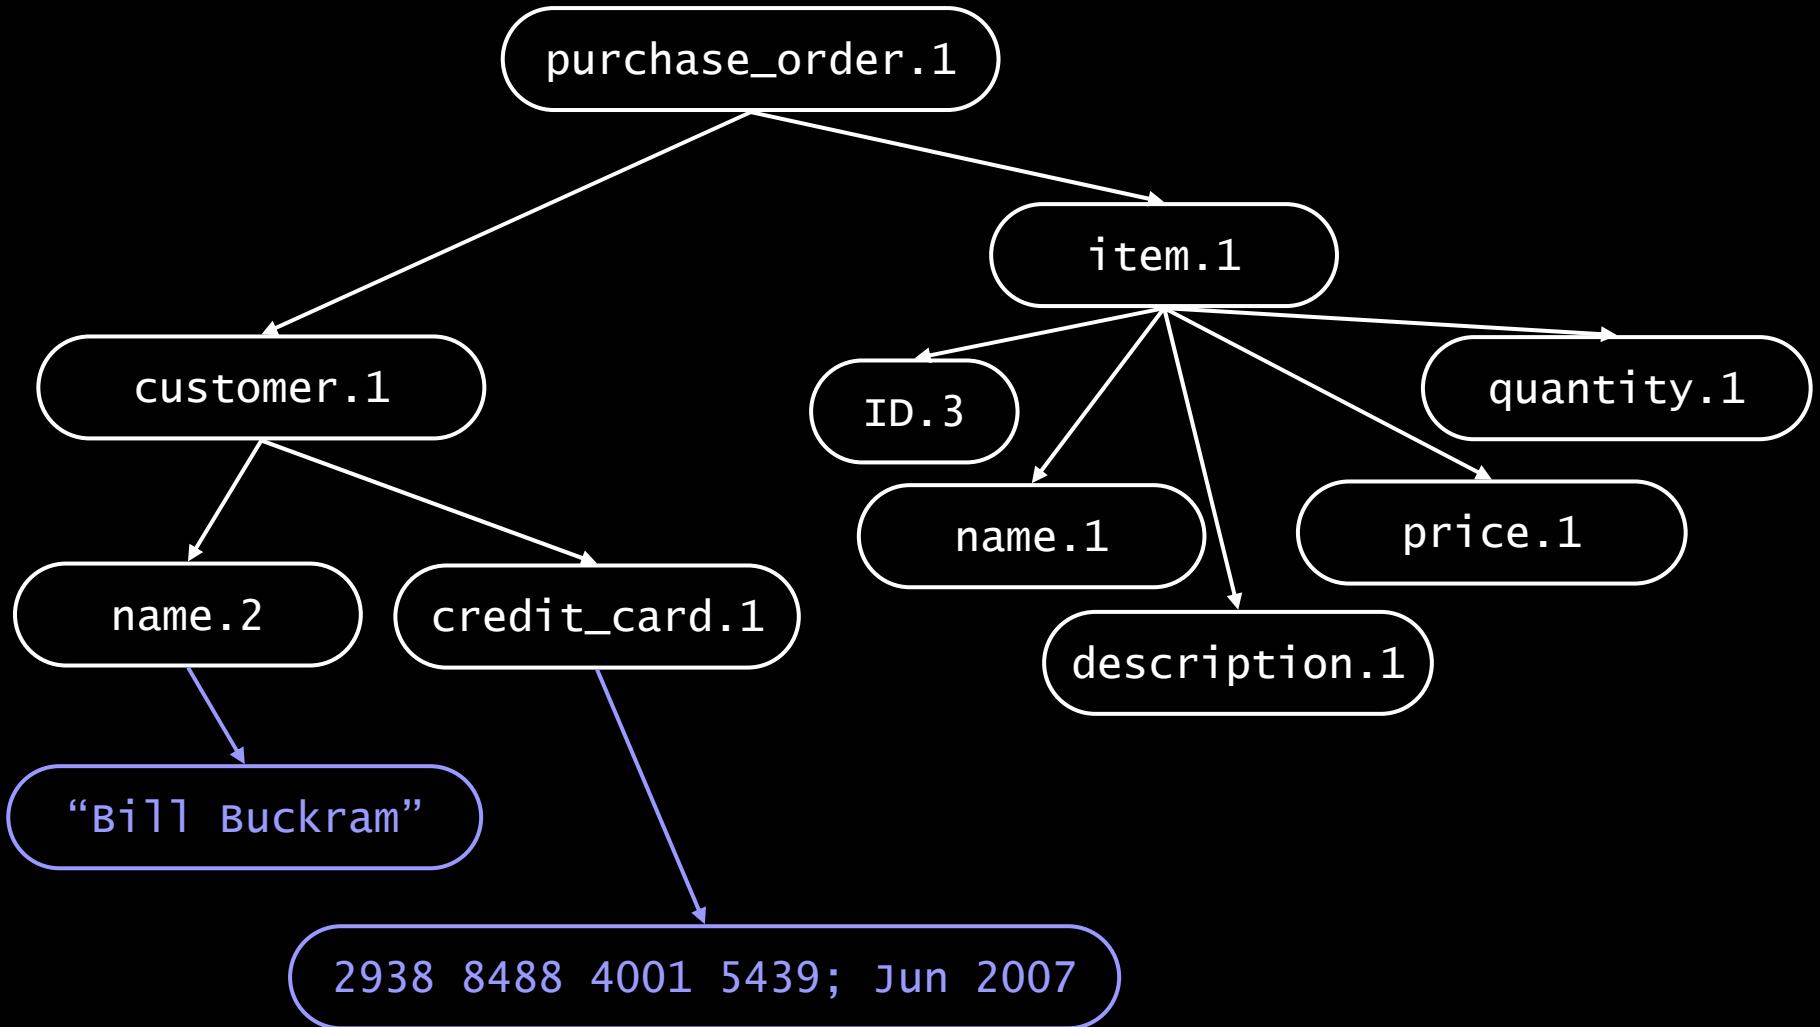 purchase_order.1
item.1
customer.1
ID.3
quantity.1
name.1
price.1
name.2
credit_card.1
description.1
“Bill Buckram”
2938 8488 4001 5439; Jun 2007